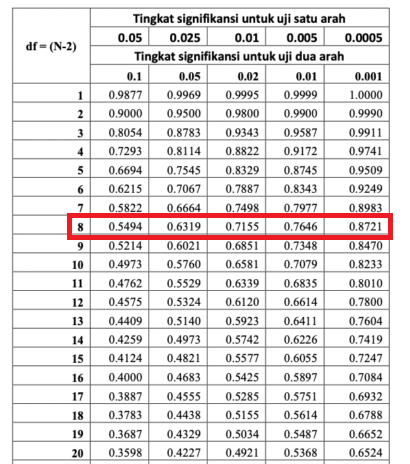 Tingkat signifikansi untuk uji satu arah
df = (N-2)
0.05 0.025 0.01 0.005 0.0005
Tingkat signifikansi untuk uji dua arah
0.1 0.05 0.02 0.01 0.001
1 0.9877 0.9969 0.9995 0.9999 1.0000
2 0.9000 0.9500 0.9800 0.9900 0.9990
3 0.8054 0.8783 0.9343 0.9587 0.9911
4 0.7293 0.8114 0.8822 0.9172 0.9741
5 0.6694 0.7545 0.8329 0.8745 0.9509
6 0.6215 0.7067 0.7887 0.8343 0.9249
7 0.5822 0.6664 0.7498 0.7977 0.8983
8 0.5494 0.6319 0.7155 0.7646 0.8721
9 0.5214 0.6021 0.6851 0.7348 0.8470
10 0.4973 0.5760 0.6581 0.7079 0.8233
11 0.4762 0.5529 0.6339 0.6835 0.8010
12 0.4575 0.5324 0.6120 0.6614 0.7800
13 0.4409 0.5140 0.5923 0.6411 0.7604
14 0.4259 0.4973 0.5742 0.6226 0.7419
15 0.4124 0.4821 0.5577 0.6055 0.7247
16 0.4000 0.4683 0.5425 0.5897 0.7084
17 0.3887 0.4555 0.5285 0.5751 0.6932
18 0.3783 0.4438 0.5155 0.5614 0.6788
19 0.3687 0.4329 0.5034 0.5487 0.6652
20 0.3598 0.4227 0.4921 0.5368 0.6524